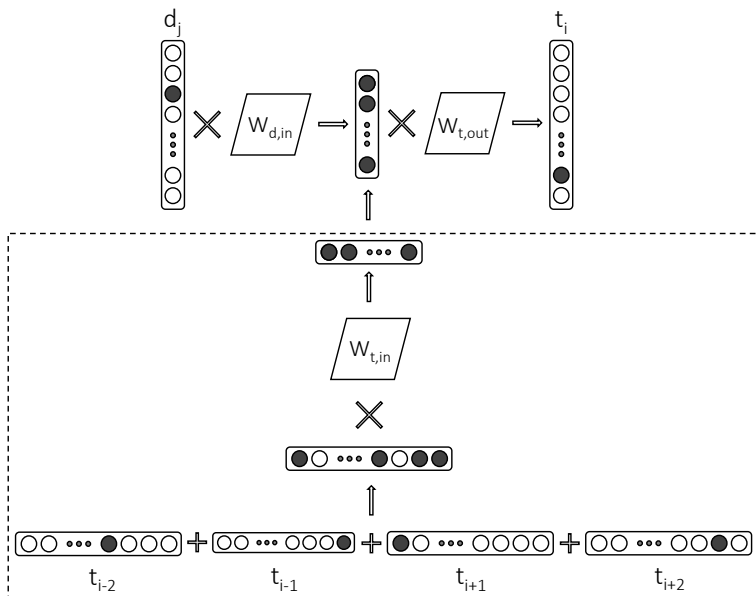 d_j
t_i
W_d,in
W_t,out
W_t,in
t_i-2
t_i-1
t_i+1
t_i+2